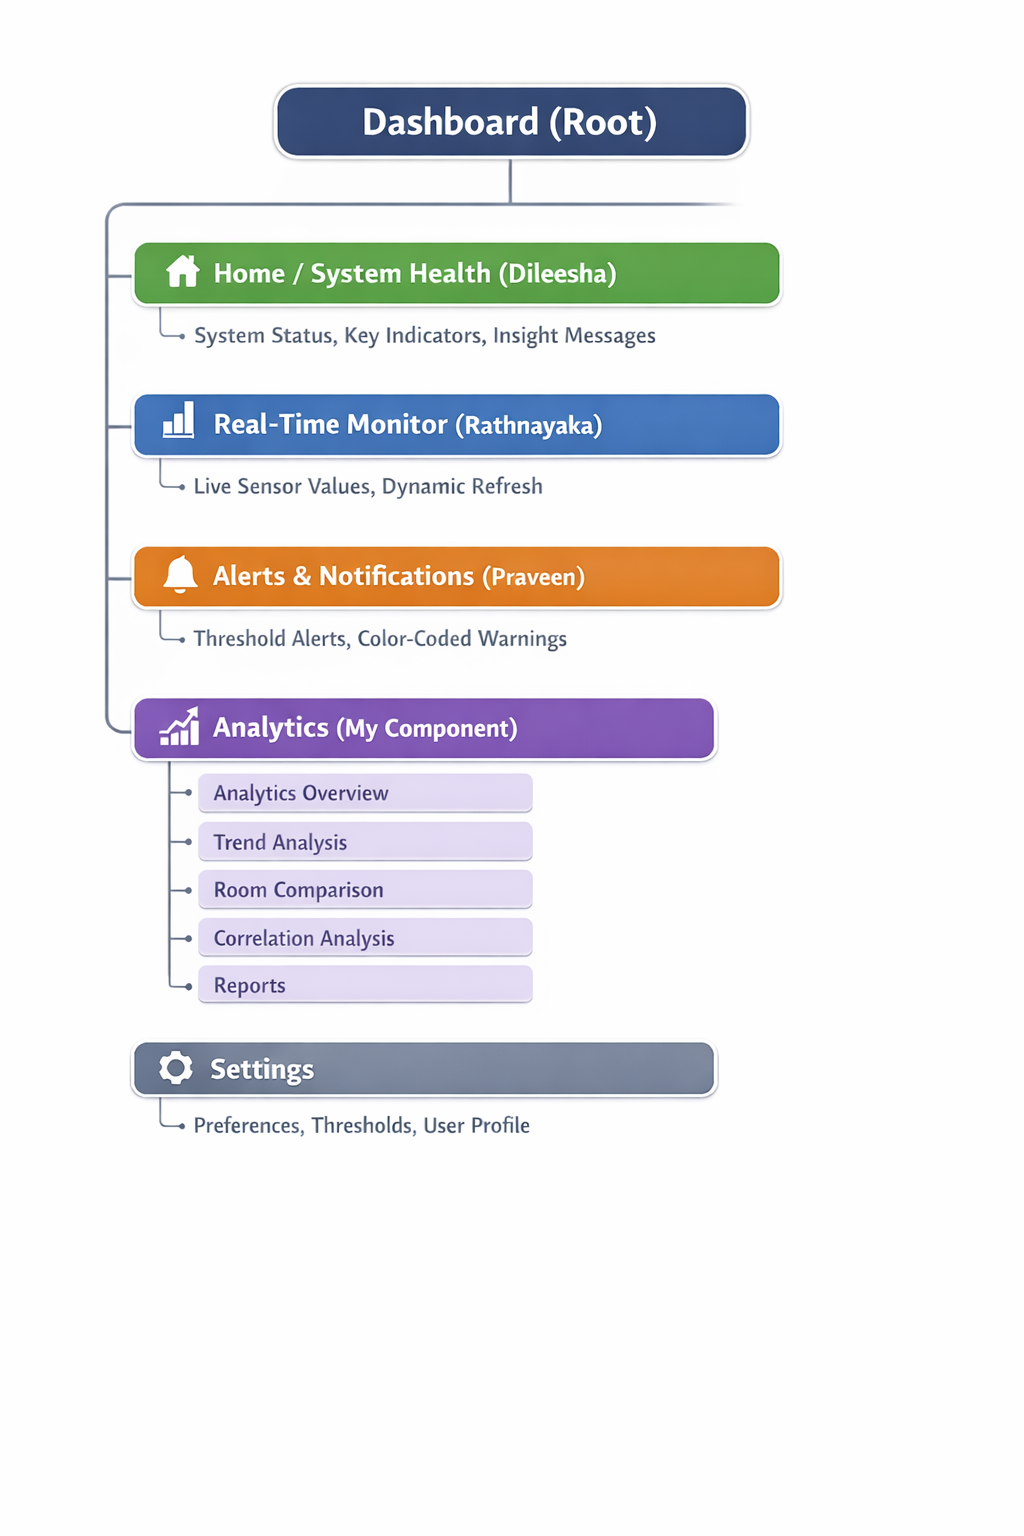 Dashboard (Root)
Home / System Health (Dileesha)
System Status, Key Indicators, Insight Messages
Real-Time Monitor (Rathnayaka)
Live Sensor Values, Dynamic Refresh
Alerts & Notifications (Praveen)
Threshold Alerts, Color-Coded Warnings
Analytics (My Component)
Analytics Overview
Trend Analysis
Room Comparison
Correlation Analysis
Reports
Settings
Preferences, Thresholds, User Profile